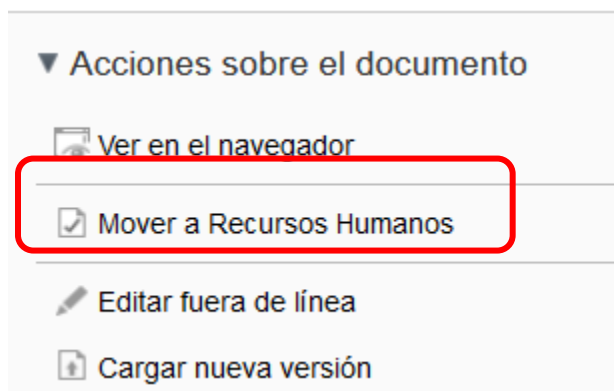 Acciones sobre el documento
Ver en el navegador
Mover a Recursos Humanos
Editar fuera de línea
Cargar nueva versión